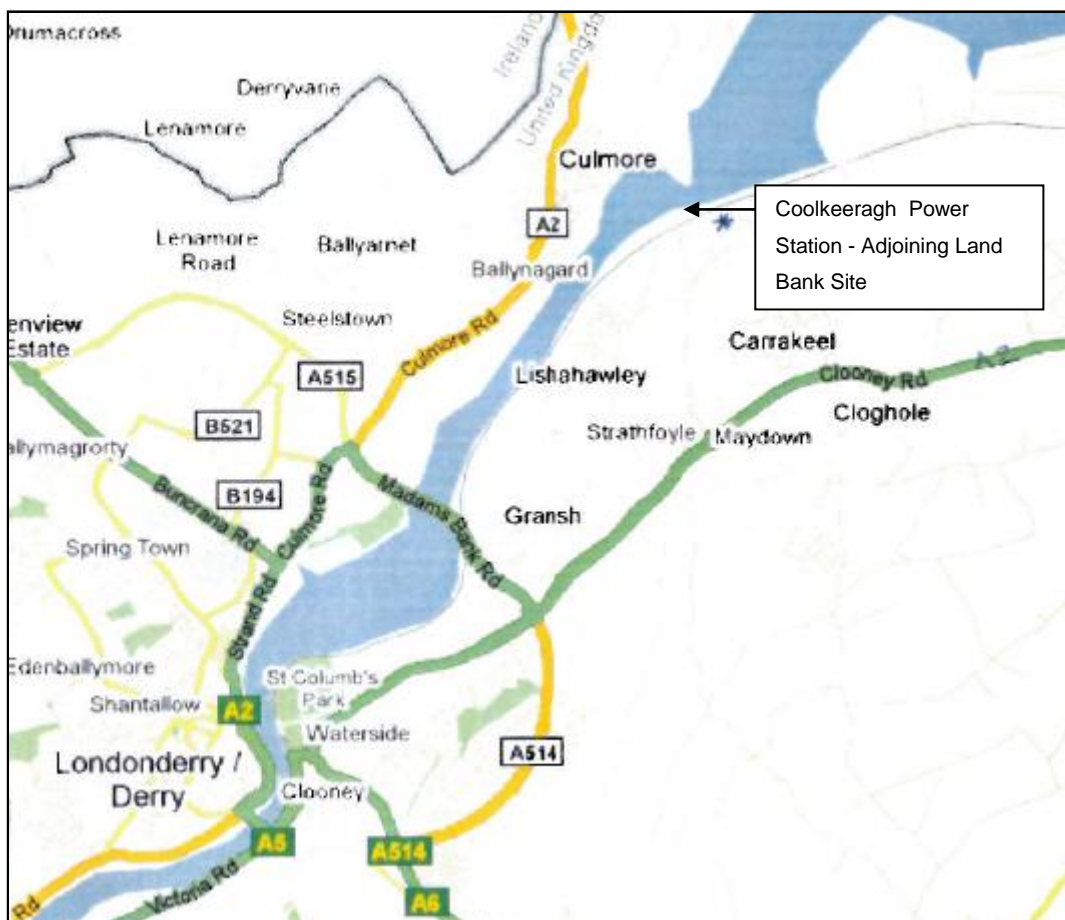 Drumacross
Ireland
United Kingdo
Derryvane
Lenamore
Culmore
Coolkeeragh Power
Station - Adjoining Land
Bank Site
A2
Lenamore
Road
Ballyarnet
Ballynagard
Steelstown
Culmore Rd
enview
Estate
A515
Carrakeel
Clooney Rd
A2
Lishahawley
Cloghole
B521
Strathfoyle
Maydown
allymagrorty
Buncrana Rd
B194
Culmore Rd
Madams Bank Rd
Gransh
Spring Town
Strand Rd
Edenballymore
St Columb's
Park
Shantallow
A2
Waterside
A514
Londonderry /
Derry
Clooney
A5
A514
Victoria Rd
A6
Rd